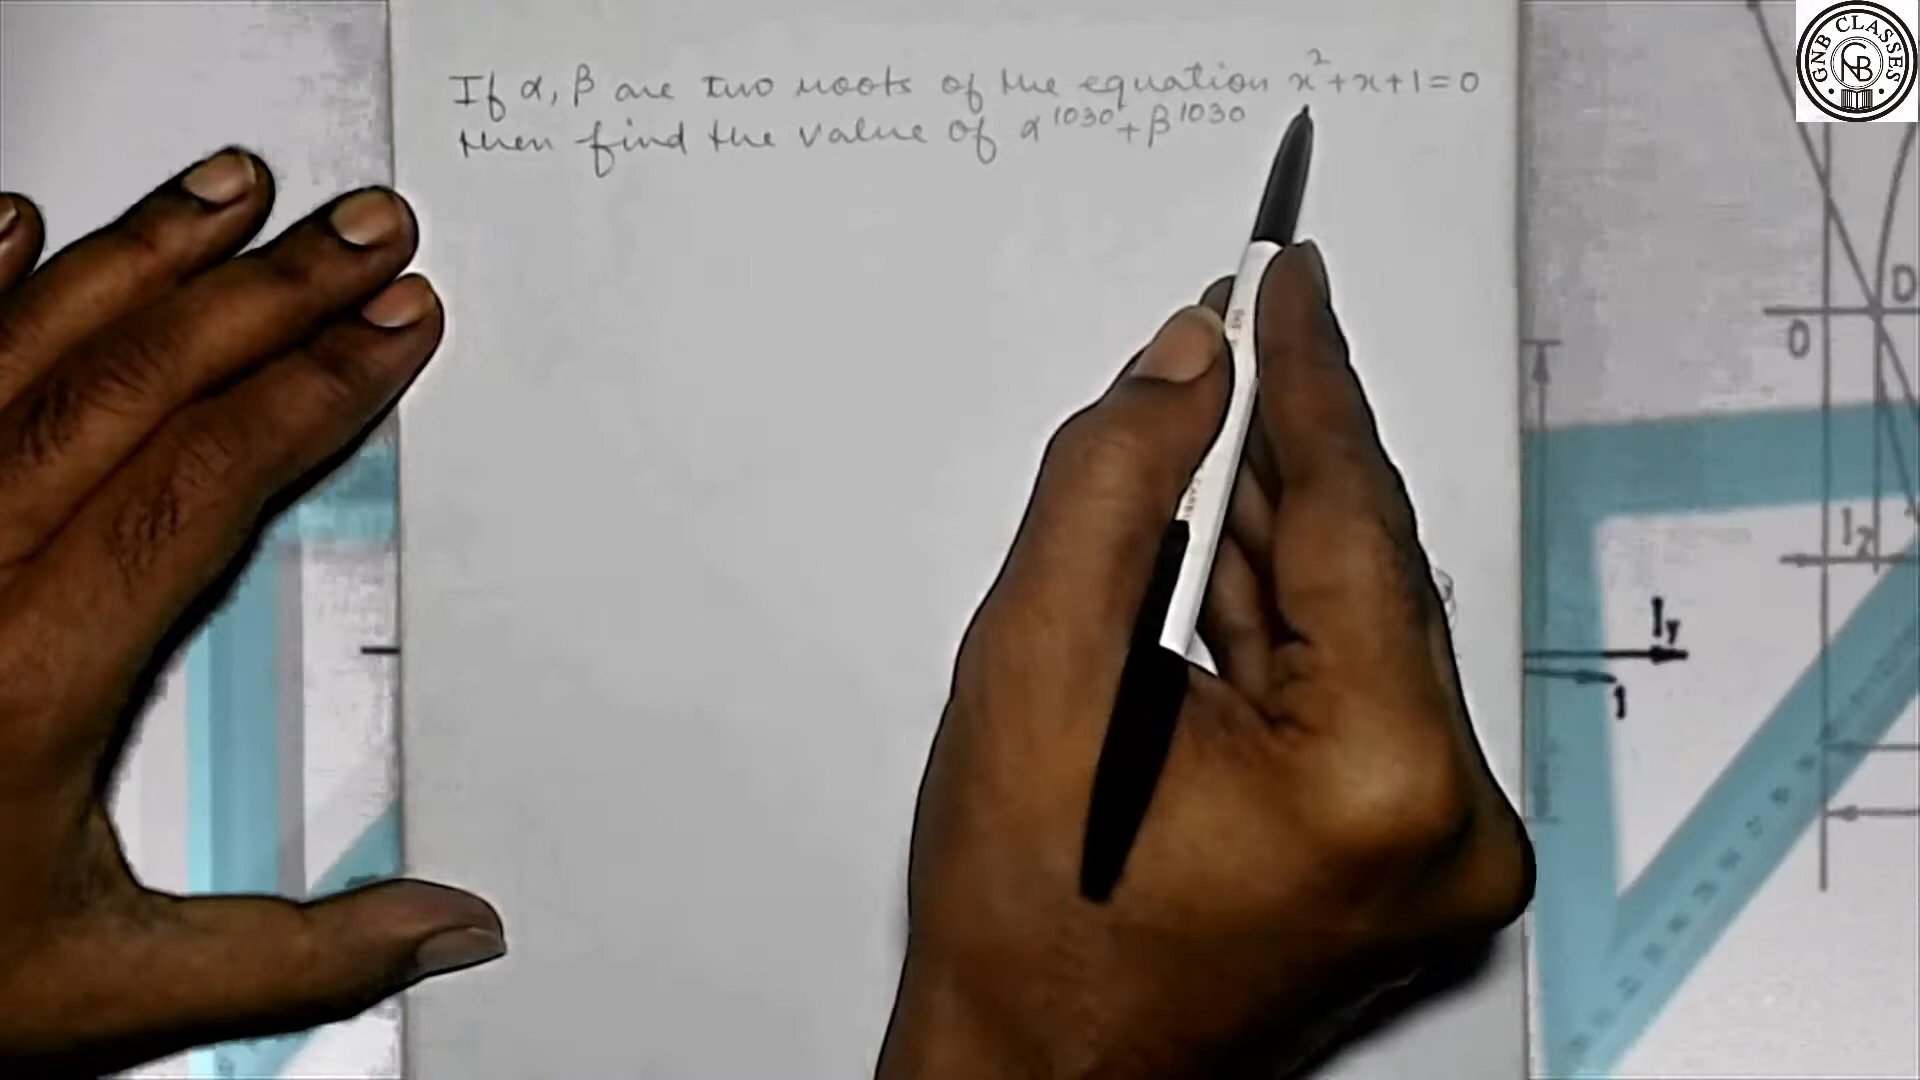 If α, β are two roots of the equation x²+x+1=0
then find the value of α¹⁰³⁰+β¹⁰³⁰
GNB CLASSES
GNB
D
O